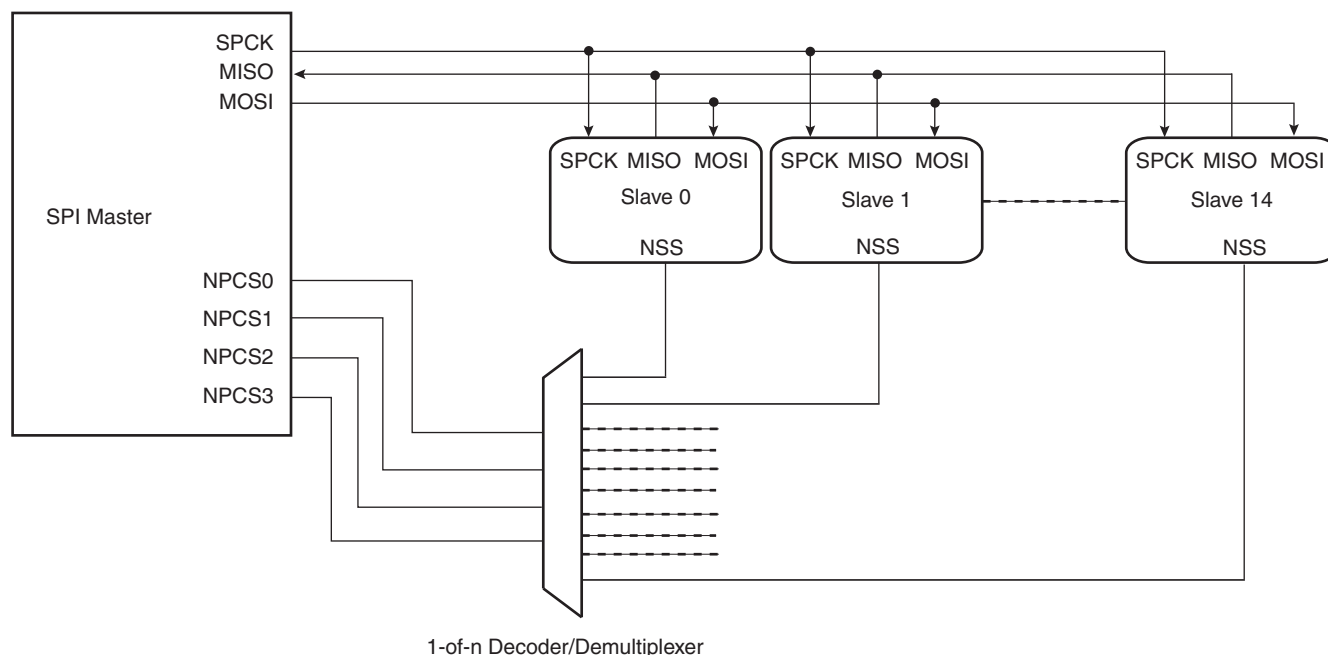 SPCK
MISO
MOSI
SPI Master
NPCS0
NPCS1
NPCS2
NPCS3
SPCK MISO MOSI
Slave 0
NSS
SPCK MISO MOSI
Slave 1
NSS
SPCK MISO MOSI
Slave 14
NSS
1-of-n Decoder/Demultiplexer